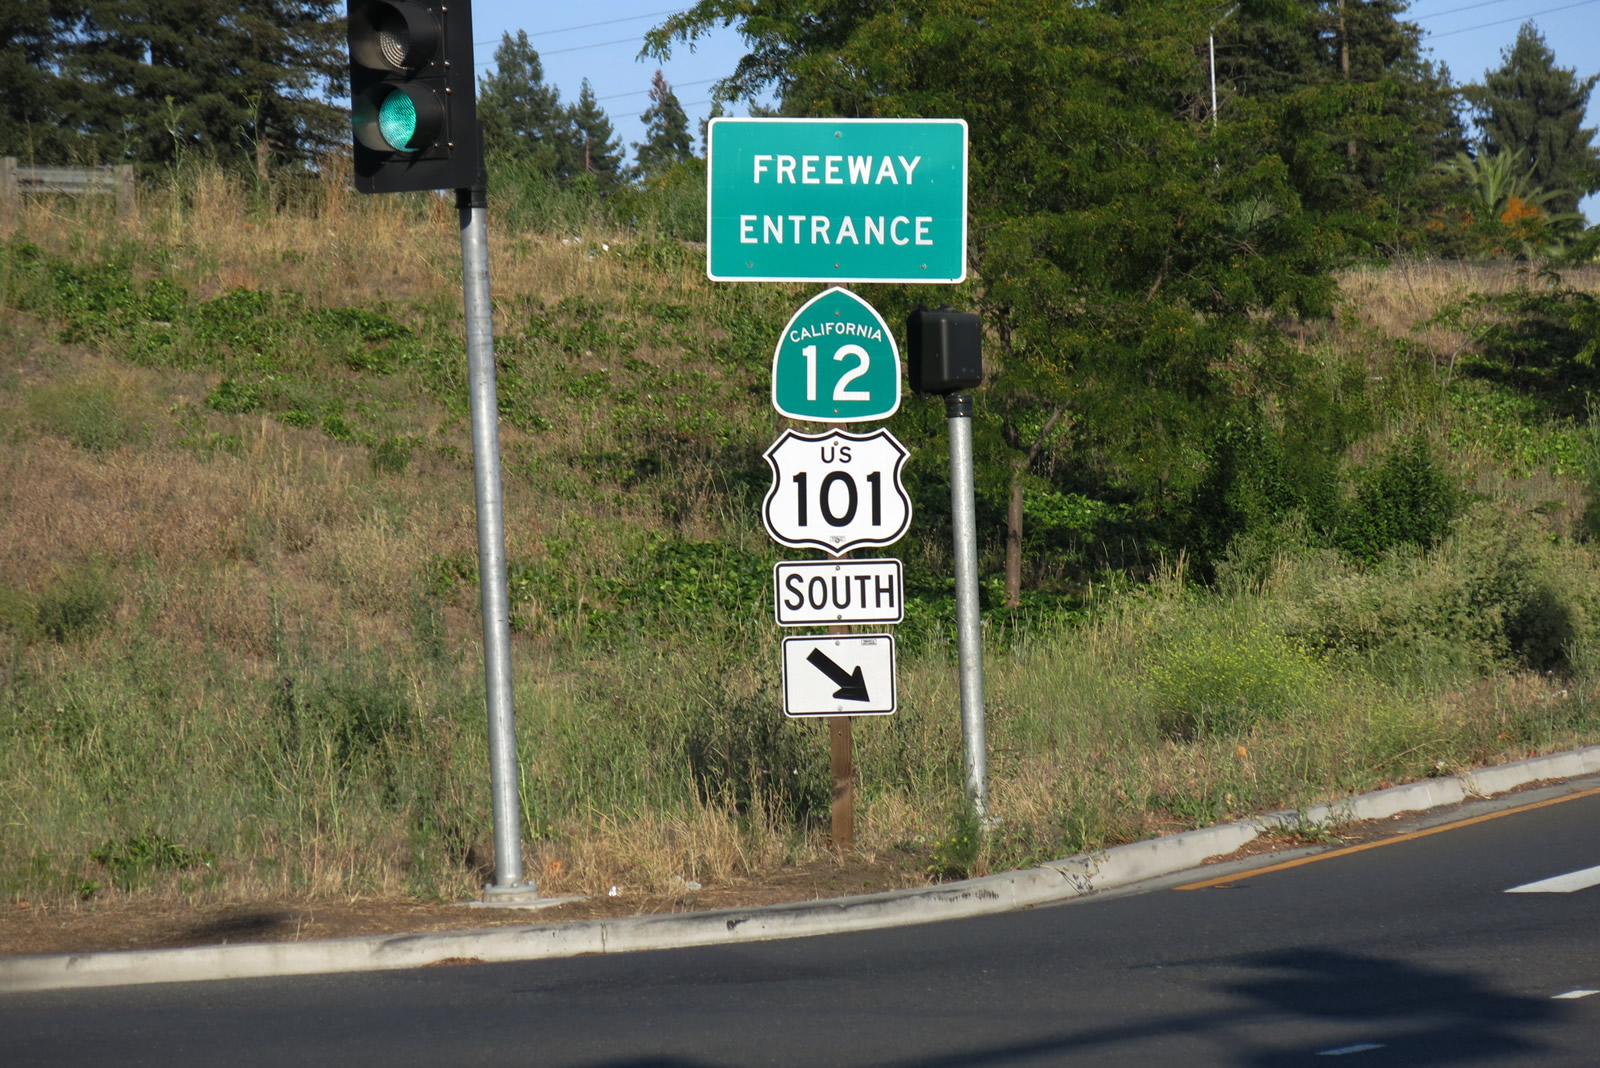 FREEWAY
ENTRANCE
CALIFORNIA
12
US
101
SOUTH